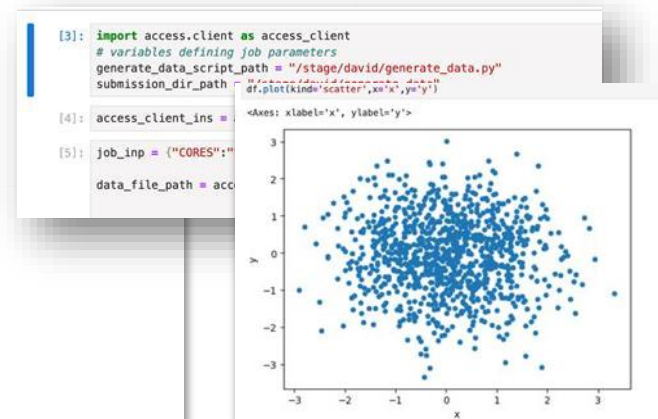 [3]: import access.client as access_client
# variables defining job parameters
generate_data_script_path = "/stage/david/generate_data.py"
submission_dir_path =
[4]: access_client_ins =
[5]: job_inp = {"CORES":"
data_file_path = acc
df.plot(kind='scatter',x='x',y='y')
<Axes: xlabel='x', ylabel='y'>
3
2
1
0
−1
−2
−3
y
−3 −2 −1 0 1 2 3
x